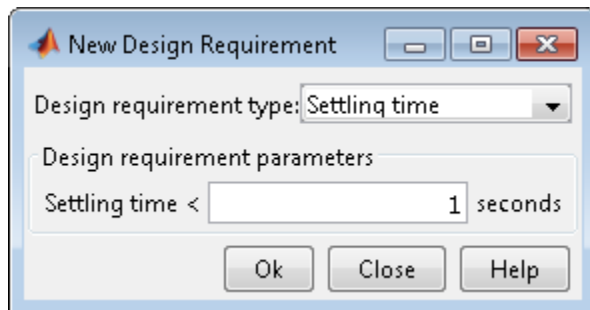 New Design Requirement
Design requirement type: Settling time
Design requirement parameters
Settling time < 1 seconds
Ok Close Help